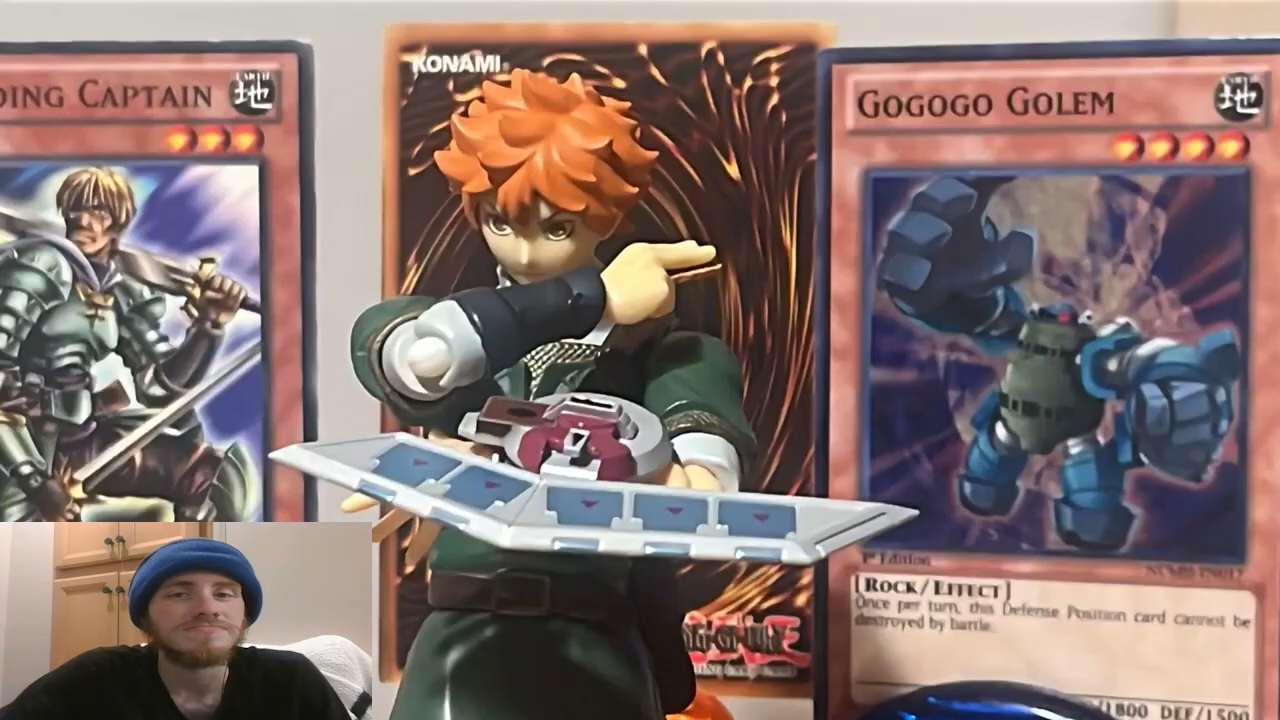 DING CAPTAIN
地
KONAMI
GOGOGO GOLEM
地
1st Edition
[ROCK/EFFECT]
Once per turn, this Defense Position card cannot be
destroyed by battle.
/1800 DEF/1500